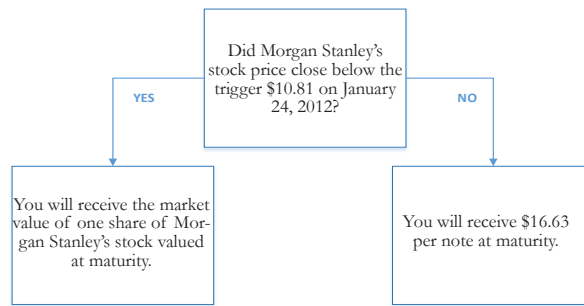 Did Morgan Stanley’s
stock price close below the
trigger $10.81 on January
24, 2012?
YES
NO
You will receive the market
value of one share of Mor-
gan Stanley’s stock valued
at maturity.
You will receive $16.63
per note at maturity.